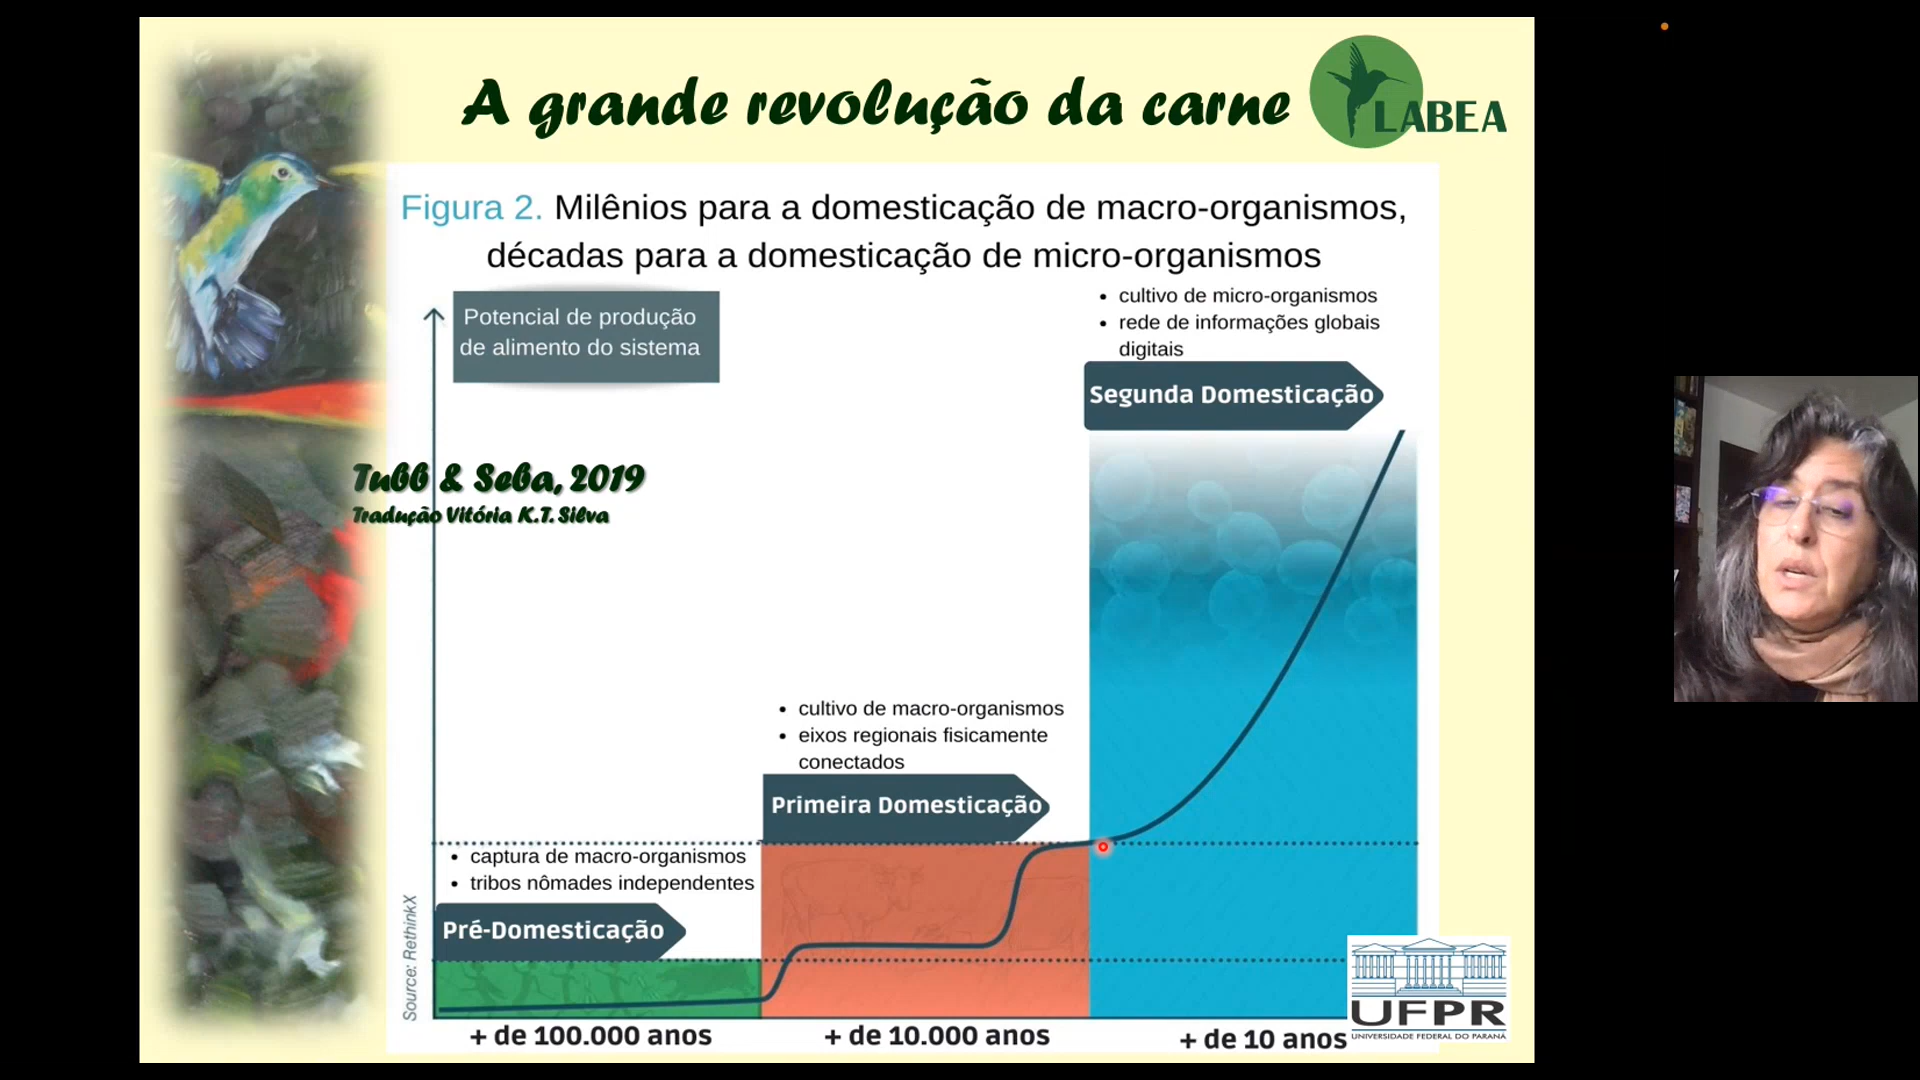 A grande revolução da carne
LABEA
Figura 2. Milênios para a domesticação de macro-organismos,
décadas para a domesticação de micro-organismos
Potencial de produção
de alimento do sistema
• cultivo de micro-organismos
• rede de informações globais
digitais
Segunda Domesticação
Tubb & Seba, 2019
Tradução Vitória K.T. Silva
• cultivo de macro-organismos
• eixos regionais fisicamente
conectados
Primeira Domesticação
• captura de macro-organismos
• tribos nômades independentes
Pré-Domesticação
Source: RethinkX
+ de 100.000 anos
+ de 10.000 anos
+ de 10 anos
UFPR
UNIVERSIDADE FEDERAL DO PARANÁ